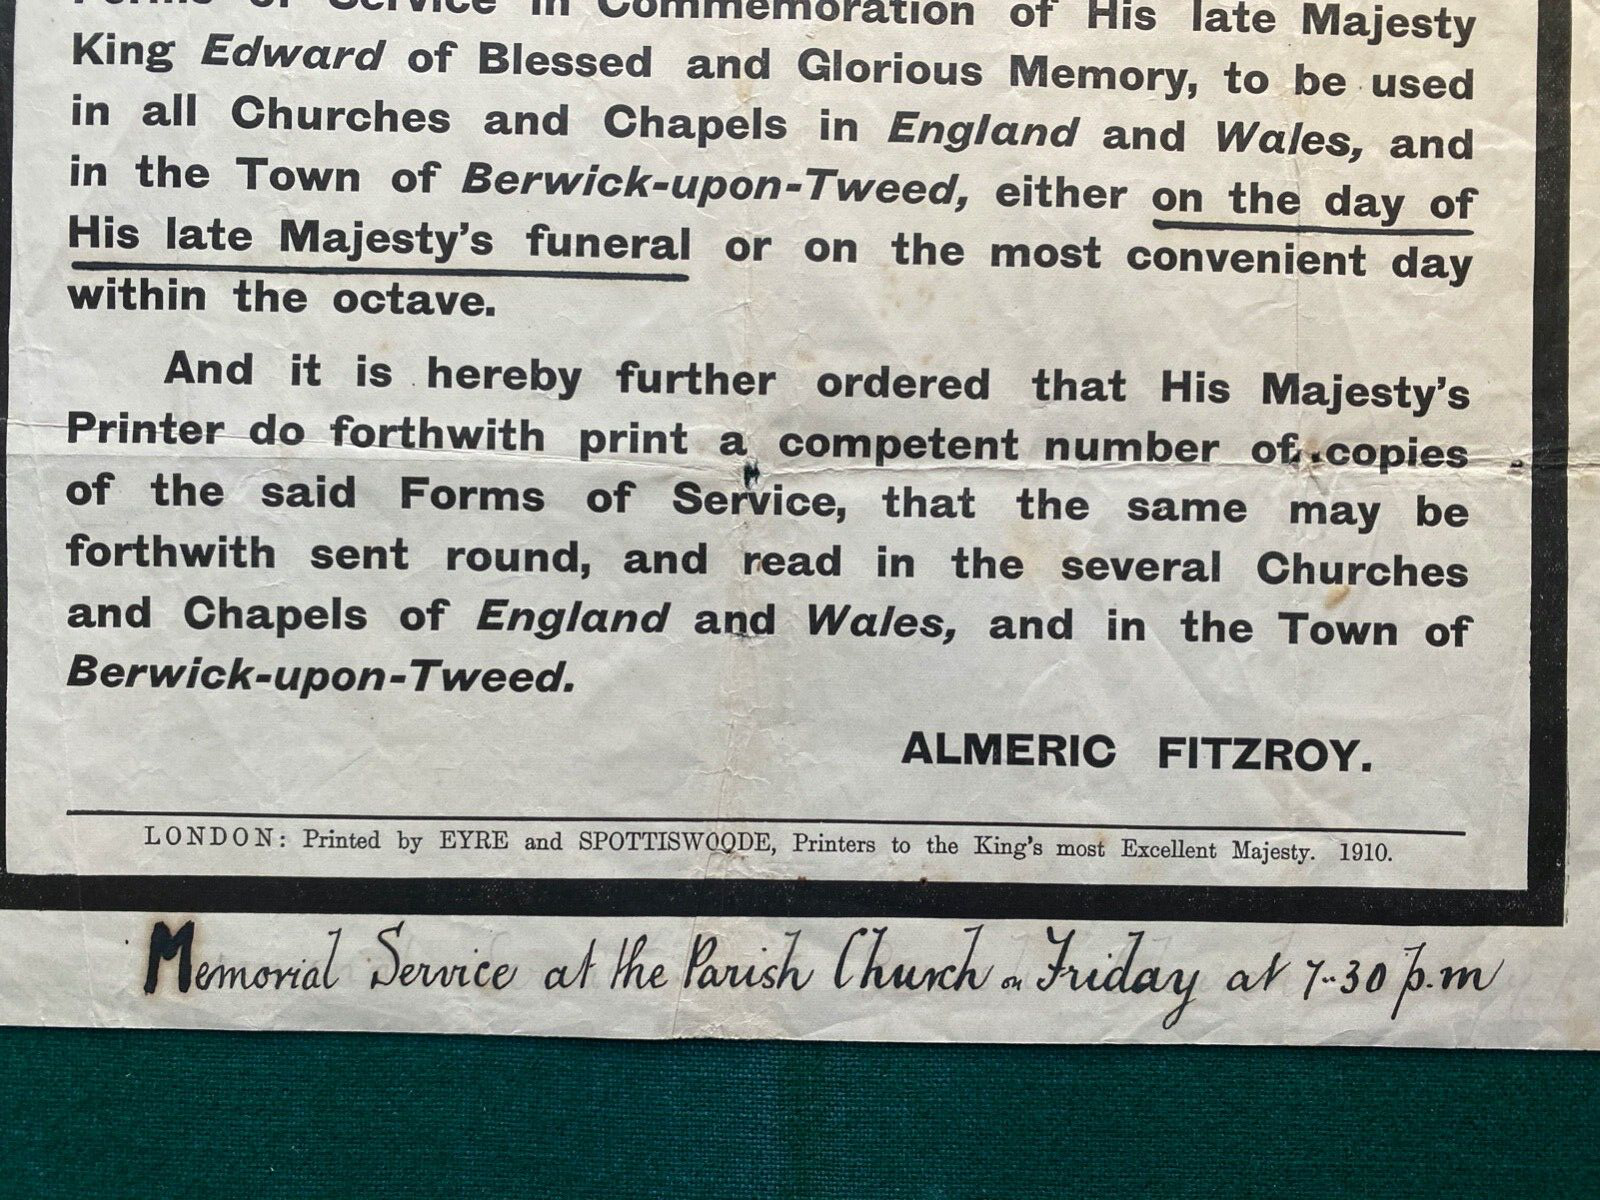 Forms of Service in Commemoration of His late Majesty
King Edward of Blessed and Glorious Memory, to be used
in all Churches and Chapels in England and Wales, and
in the Town of Berwick-upon-Tweed, either on the day of
His late Majesty's funeral or on the most convenient day
within the octave.
And it is hereby further ordered that His Majesty's
Printer do forthwith print a competent number of copies
of the said Forms of Service, that the same may be
forthwith sent round, and read in the several Churches
and Chapels of England and Wales, and in the Town of
Berwick-upon-Tweed.
ALMERIC FITZROY.
LONDON: Printed by EYRE and SPOTTISWOODE, Printers to the King's most Excellent Majesty. 1910.
Memorial Service at the Parish Church on Friday at 7-30 p.m